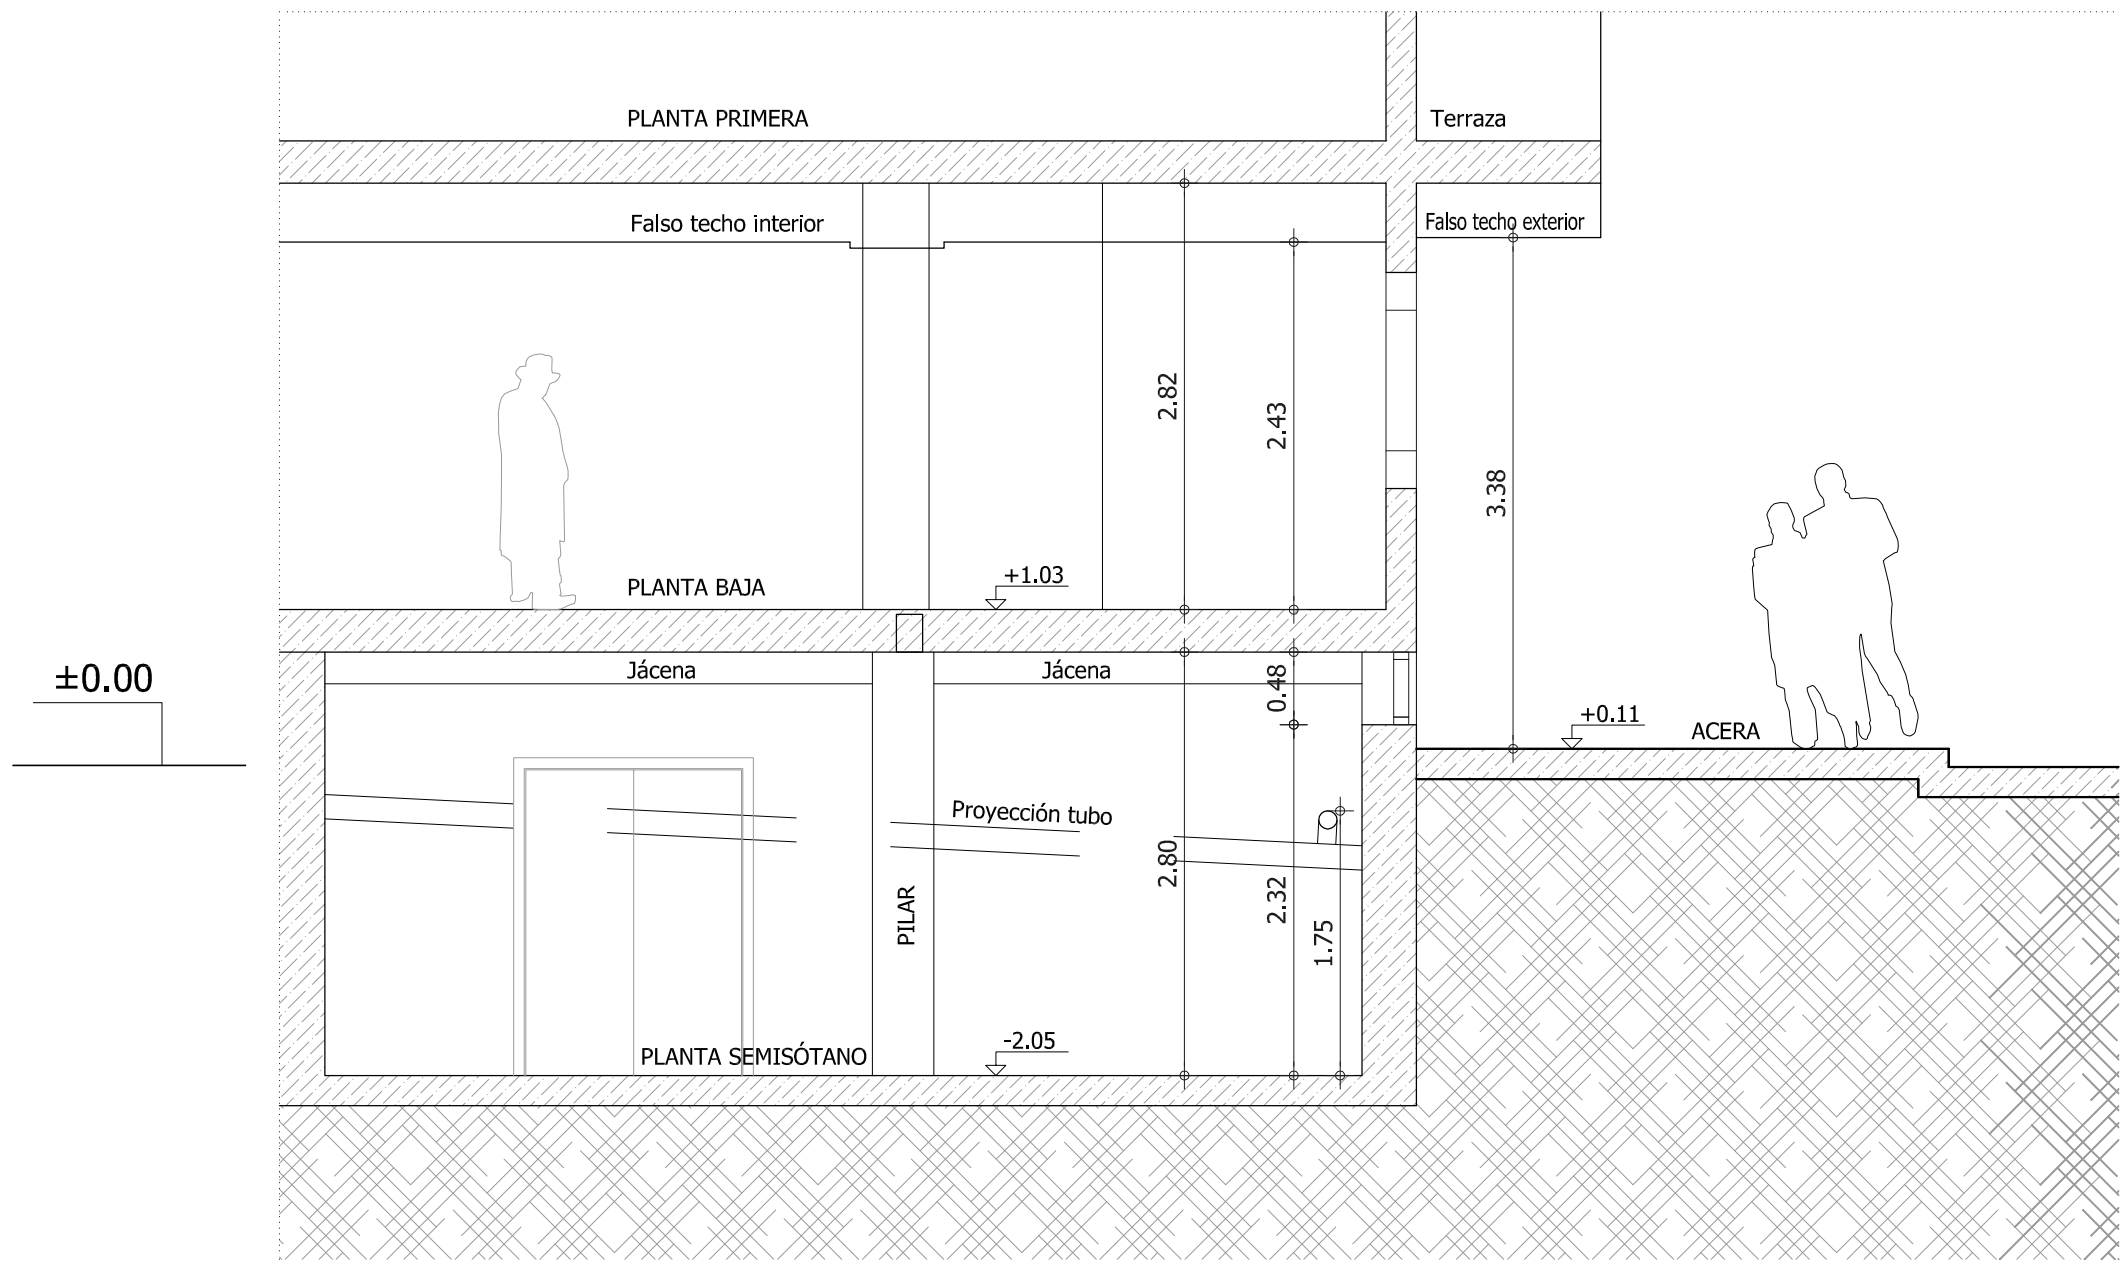 PLANTA PRIMERA
Terraza
Falso techo interior
Falso techo exterior
2.82
2.43
3.38
+1.03
PLANTA BAJA
±0.00
Jácena
Jácena
0.48
+0.11
ACERA
Proyección tubo
2.80
2.32
PILAR
1.75
-2.05
PLANTA SEMISÓTANO